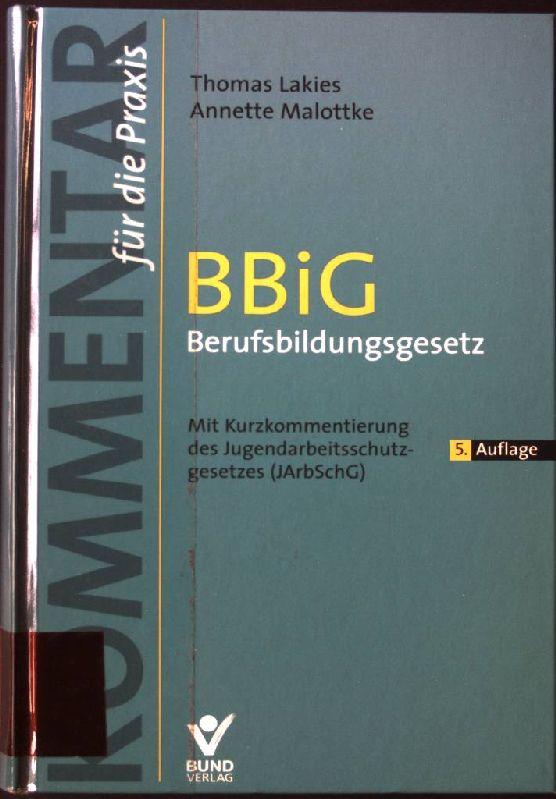 KOMMENTAR
für die Praxis
Thomas Lakies
Annette Malottke
BBiG
Berufsbildungsgesetz
Mit Kurzkommentierung
des Jugendarbeitsschutz-
gesetzes (JArbSchG)
5. Auflage
BUND
VERLAG